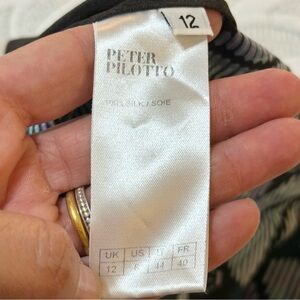 12
PETER
PILOTTO
100% SILK / SOIE
UK US IT FR
12 8 44 40